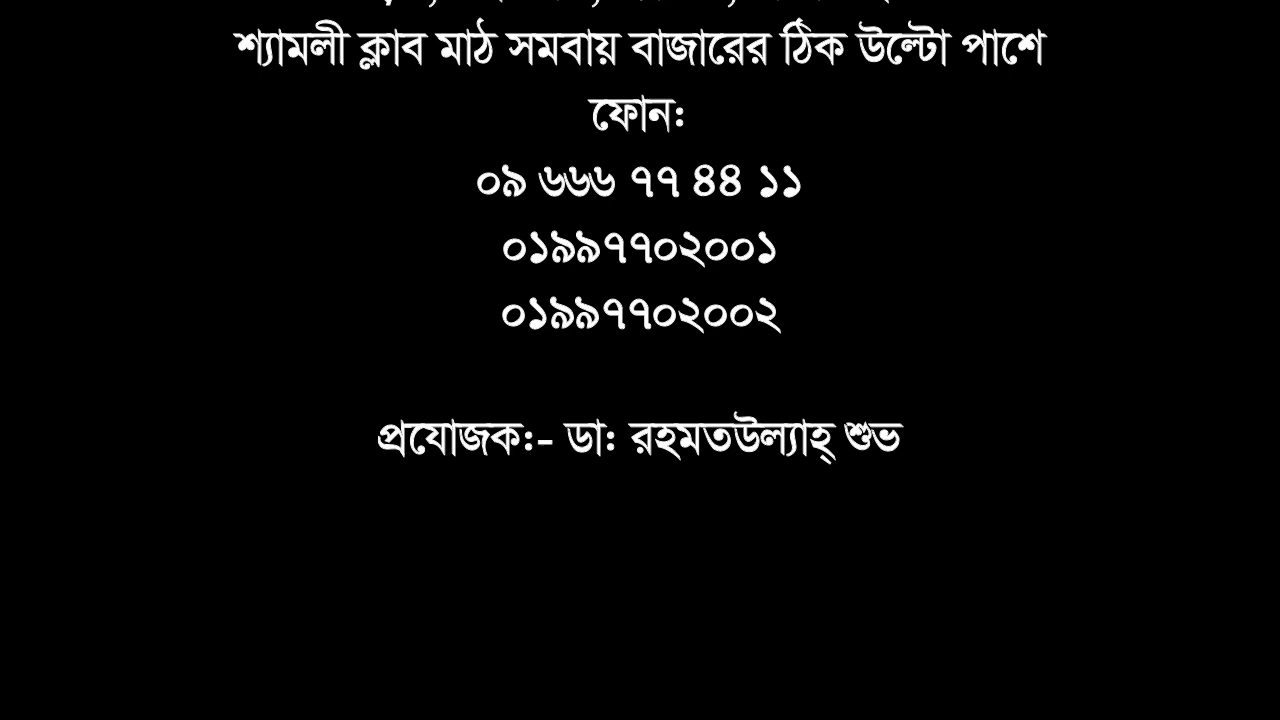 শ্যামলী ক্লাব মাঠ সমবায় বাজারের ঠিক উল্টো পাশে
ফোন:
০৯ ৬৬৬ ৭৭ ৪৪ ১১
০১৯৯৭৭০২০০১
০১৯৯৭৭০২০০২
প্রযোজক:- ডা: রহমতউল্যাহ্ শুভ